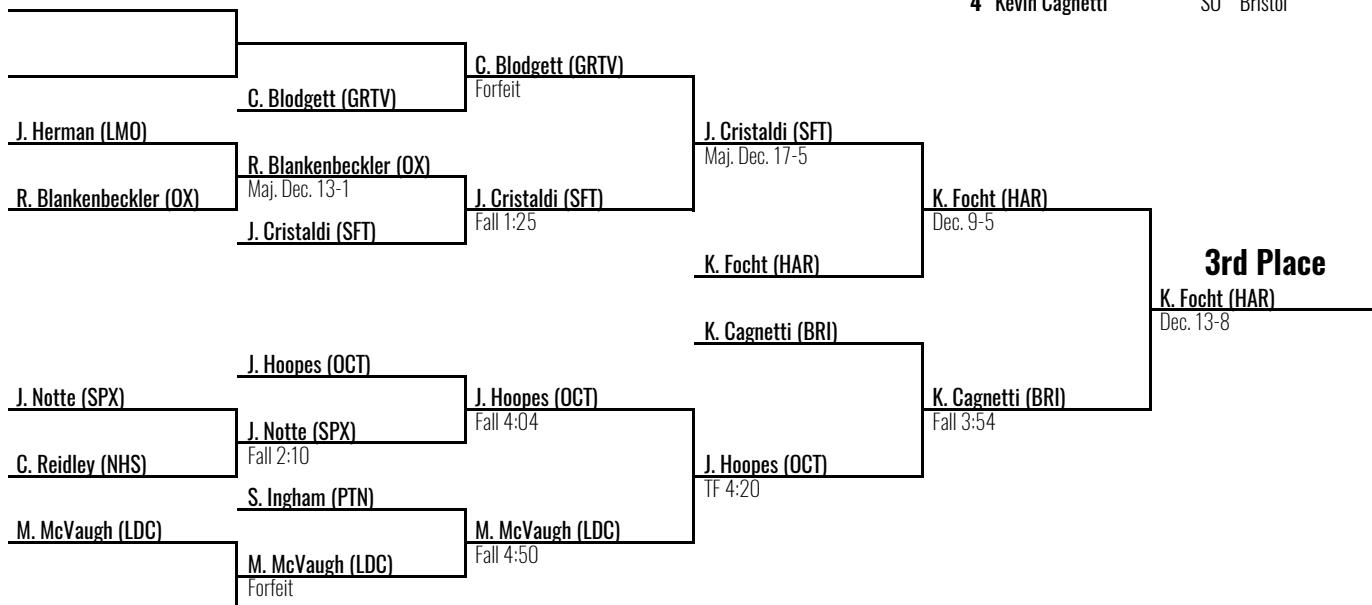 4 Kevin Cagnetti SO Bristol
C. Blodgett (GRTV)
Forfeit
C. Blodgett (GRTV)
J. Herman (LMO)
J. Cristaldi (SFT)
Maj. Dec. 17-5
R. Blankenbeckler (OX)
Maj. Dec. 13-1
R. Blankenbeckler (OX)
J. Cristaldi (SFT)
Fall 1:25
K. Focht (HAR)
Dec. 9-5
J. Cristaldi (SFT)
K. Focht (HAR)
3rd Place
K. Focht (HAR)
Dec. 13-8
K. Cagnetti (BRI)
J. Hoopes (OCT)
J. Notte (SPX)
J. Hoopes (OCT)
Fall 4:04
K. Cagnetti (BRI)
Fall 3:54
J. Notte (SPX)
Fall 2:10
C. Reidley (NHS)
J. Hoopes (OCT)
TF 4:20
S. Ingham (PTN)
M. McVaugh (LDC)
M. McVaugh (LDC)
Fall 4:50
M. McVaugh (LDC)
Forfeit